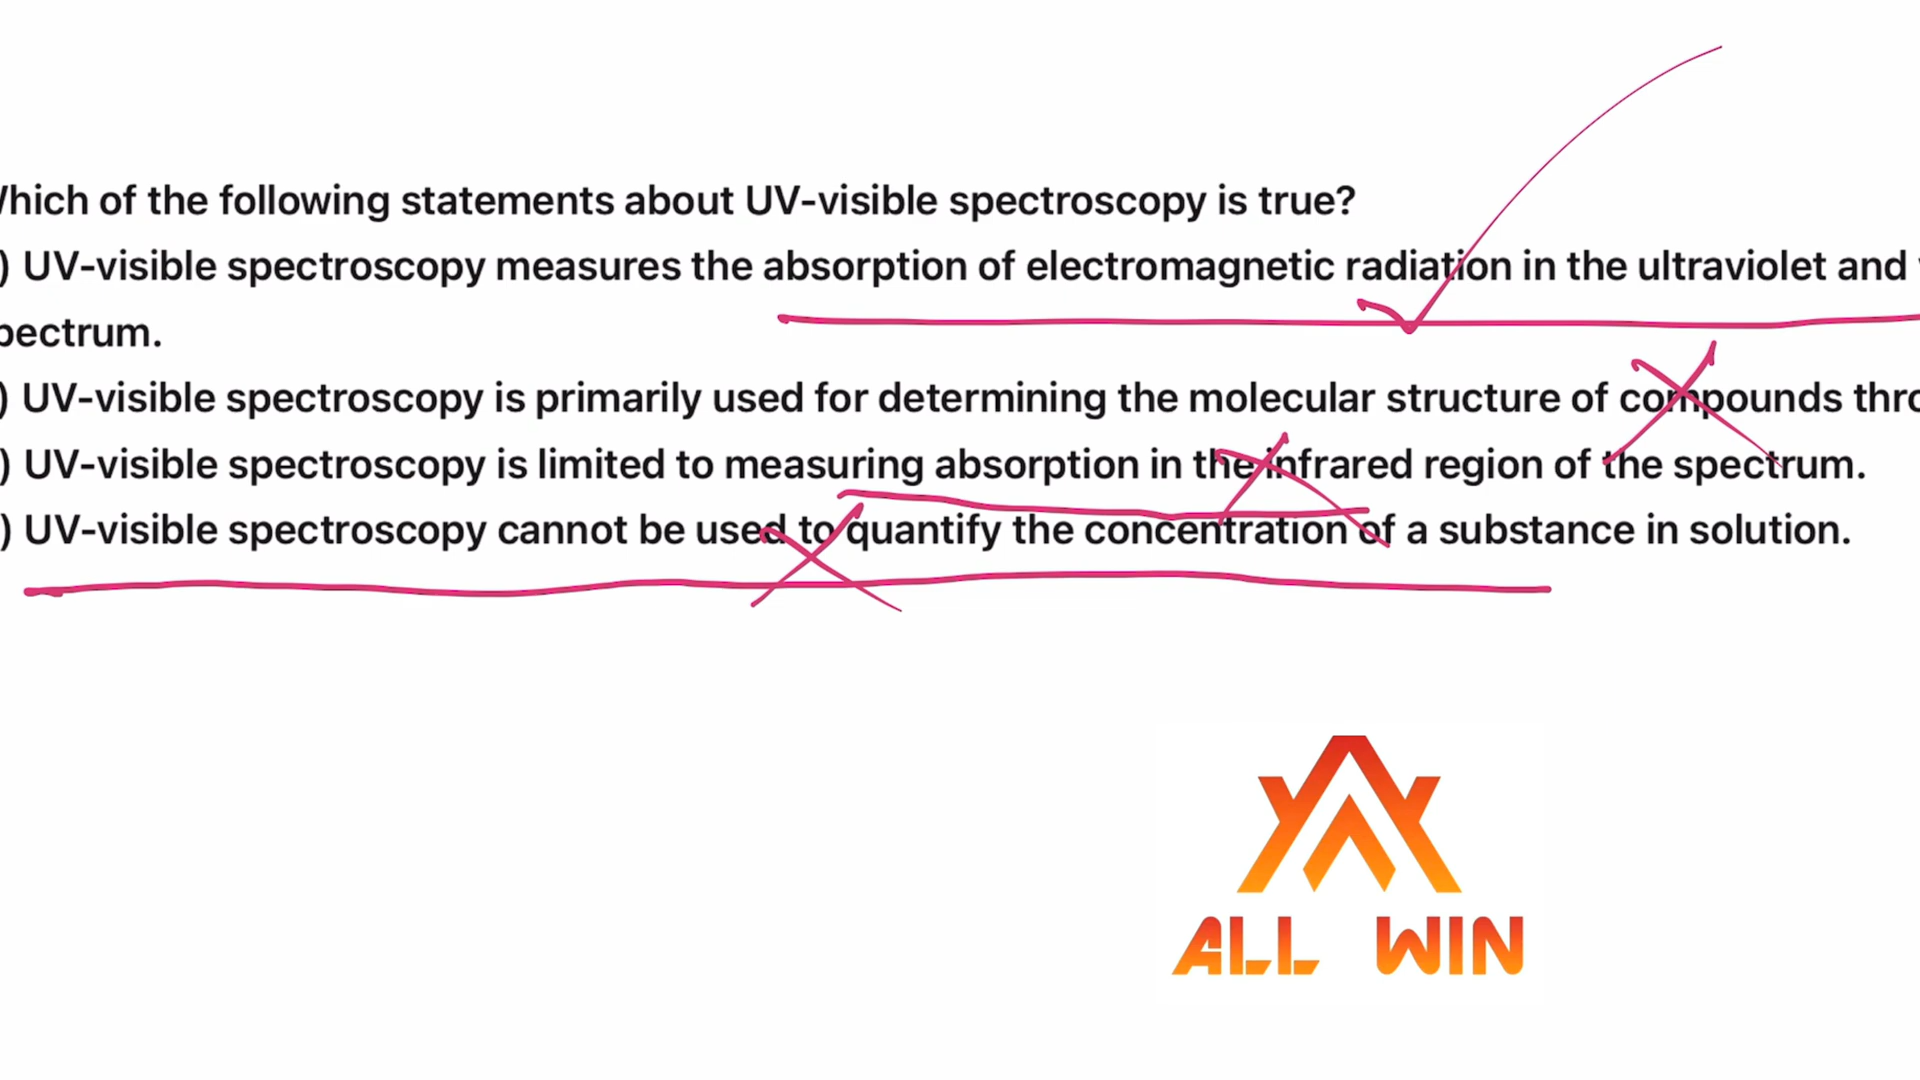 hich of the following statements about UV-visible spectroscopy is true?
) UV-visible spectroscopy measures the absorption of electromagnetic radiation in the ultraviolet and
pectrum.
) UV-visible spectroscopy is primarily used for determining the molecular structure of compounds thro
) UV-visible spectroscopy is limited to measuring absorption in the infrared region of the spectrum.
) UV-visible spectroscopy cannot be used to quantify the concentration of a substance in solution.
ALL WIN